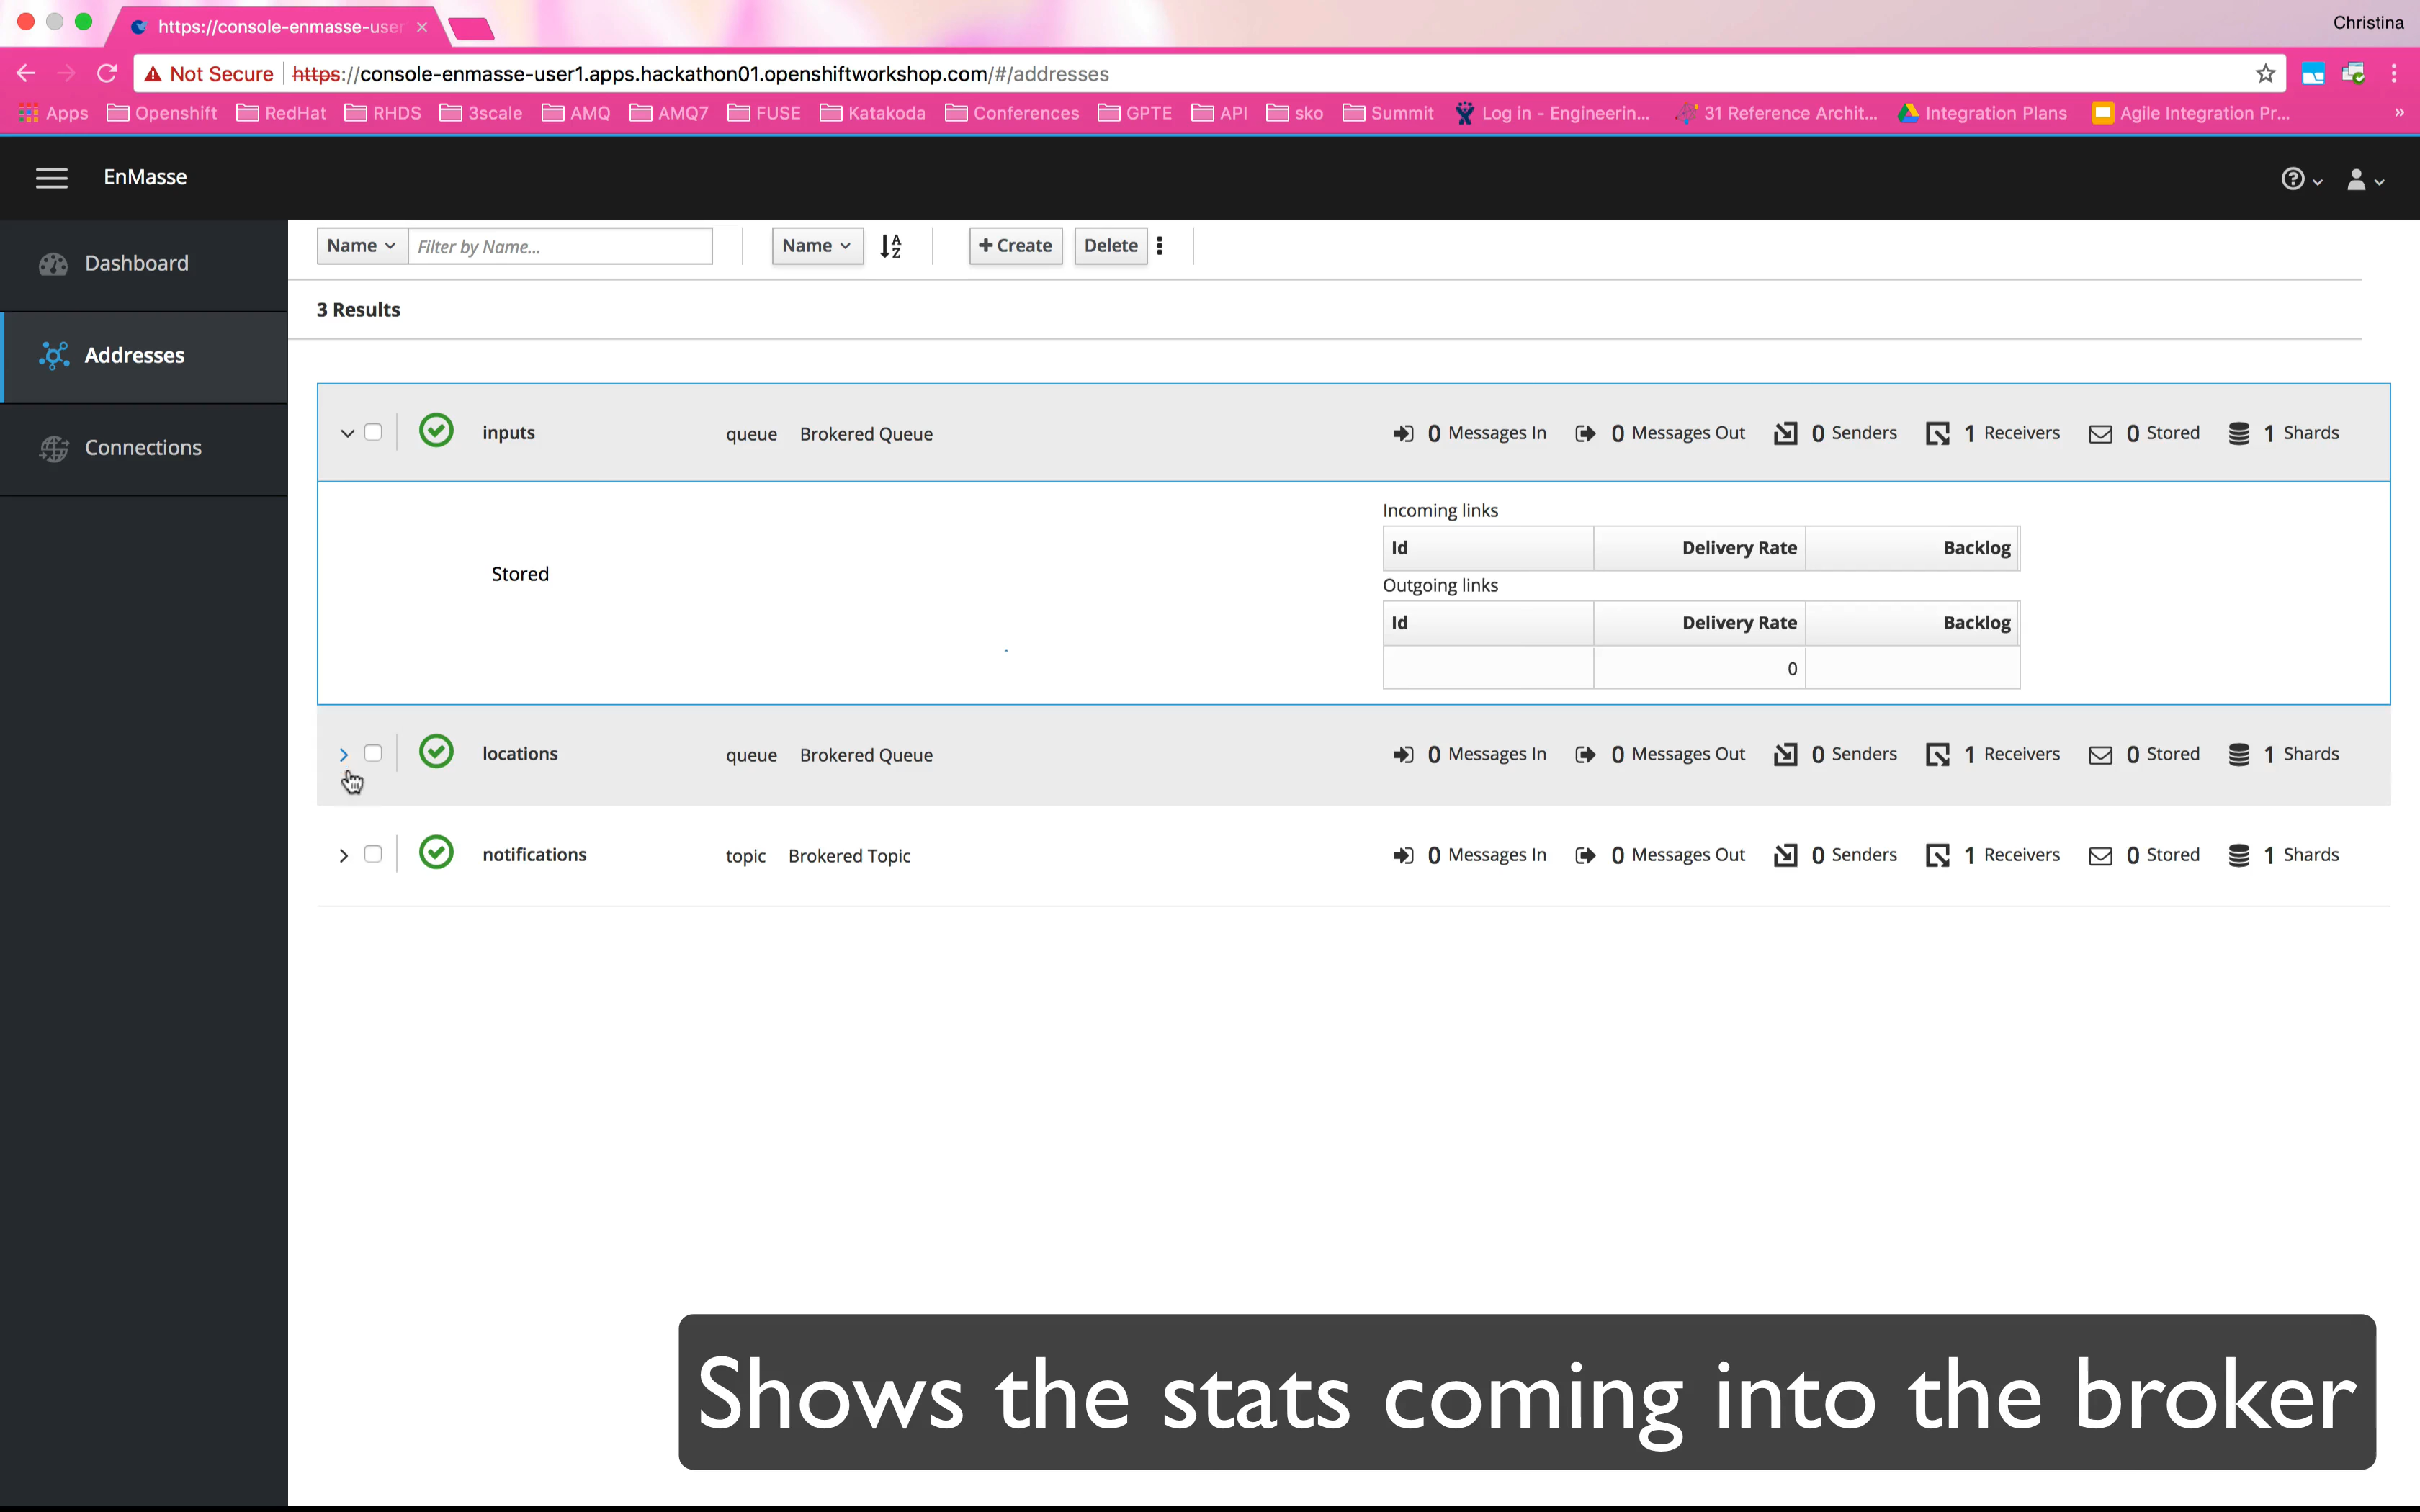 Christina
https://console-enmasse-user
Not Secure https://console-enmasse-user1.apps.hackathon01.openshiftworkshop.com/#/addresses
Apps Openshift RedHat RHDS 3scale AMQ AMQ7 FUSE Katakoda Conferences GPTE API sko Summit Log in - Engineerin... 31 Reference Archit... Integration Plans Agile Integration Pr... »
EnMasse
Dashboard
Addresses
Connections
Name Filter by Name... Name Create Delete
3 Results
inputs queue Brokered Queue 0 Messages In 0 Messages Out 0 Senders 1 Receivers 0 Stored 1 Shards
Stored
Incoming links
Id Delivery Rate Backlog
Outgoing links
Id Delivery Rate Backlog
0
locations queue Brokered Queue 0 Messages In 0 Messages Out 0 Senders 1 Receivers 0 Stored 1 Shards
notifications topic Brokered Topic 0 Messages In 0 Messages Out 0 Senders 1 Receivers 0 Stored 1 Shards
Shows the stats coming into the broker